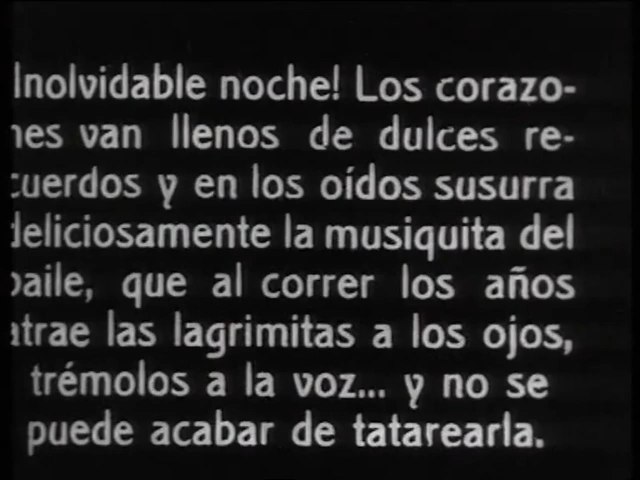 Inolvidable noche! Los corazo-
nes van llenos de dulces re-
cuerdos y en los oídos susurra
deliciosamente la musiquita del
baile, que al correr los años
atrae las lagrimitas a los ojos,
trémolos a la voz... y no se
puede acabar de tatarearla.